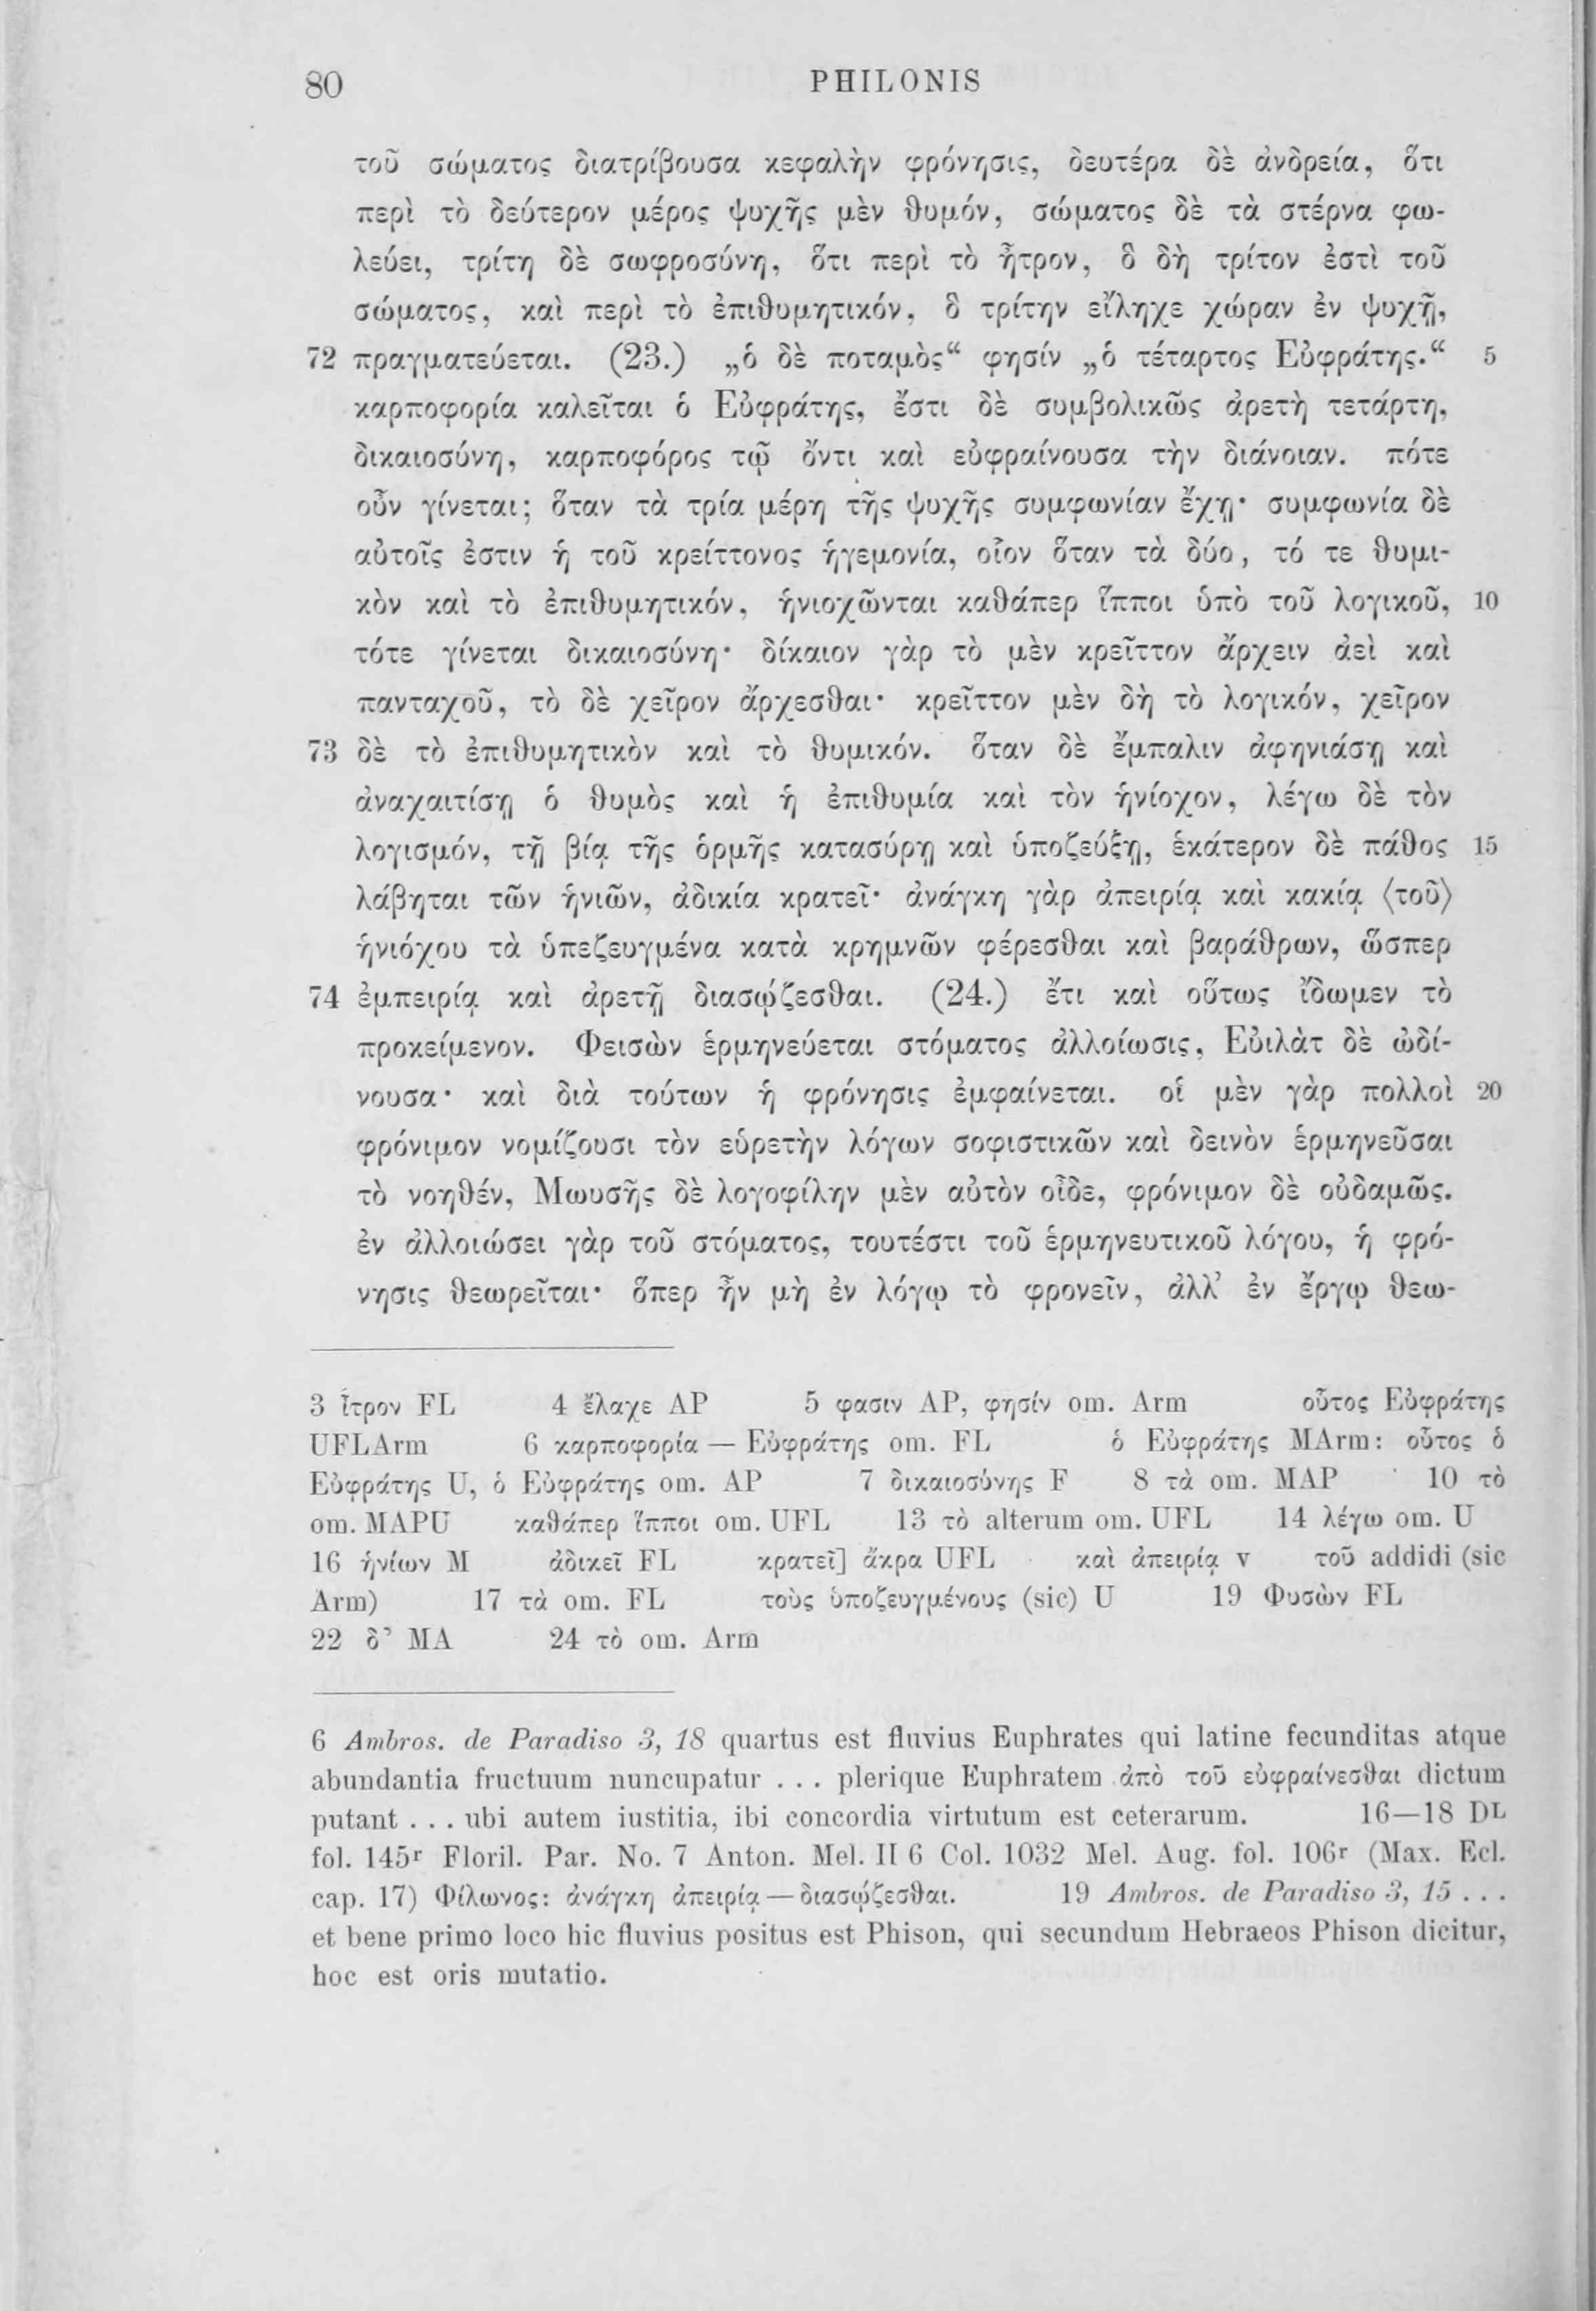 80 PHILONIS
τοῦ σώματος διατρίβουσα κεφαλὴν φρόνησις, δευτέρα δὲ ἀνδρεία, ὅτι
περὶ τὸ δεύτερον μέρος ψυχῆς μὲν θυμόν, σώματος δὲ τὰ στέρνα φω-
λεύει, τρίτη δὲ σωφροσύνη, ὅτι περὶ τὸ ἦτρον, ὃ δὴ τρίτον ἐστὶ τοῦ
σώματος, καὶ περὶ τὸ ἐπιθυμητικόν, ὃ τρίτην εἴληχε χώραν ἐν ψυχῇ,
72 πραγματεύεται. (23.) „ὁ δὲ ποταμὸς“ φησίν „ὁ τέταρτος Εὐφράτης.“ 5
καρποφορία καλεῖται ὁ Εὐφράτης, ἔστι δὲ συμβολικῶς ἀρετὴ τετάρτη,
δικαιοσύνη, καρποφόρος τῷ ὄντι καὶ εὐφραίνουσα τὴν διάνοιαν. πότε
οὖν γίνεται; ὅταν τὰ τρία μέρη τῆς ψυχῆς συμφωνίαν ἔχῃ· συμφωνία δὲ
αὐτοῖς ἐστιν ἡ τοῦ κρείττονος ἡγεμονία, οἷον ὅταν τὰ δύο, τό τε θυμι-
κὸν καὶ τὸ ἐπιθυμητικόν, ἡνιοχῶνται καθάπερ ἵπποι ὑπὸ τοῦ λογικοῦ, 10
τότε γίνεται δικαιοσύνη· δίκαιον γὰρ τὸ μὲν κρεῖττον ἄρχειν ἀεὶ καὶ
πανταχοῦ, τὸ δὲ χεῖρον ἄρχεσθαι· κρεῖττον μὲν δὴ τὸ λογικόν, χεῖρον
73 δὲ τὸ ἐπιθυμητικὸν καὶ τὸ θυμικόν. ὅταν δὲ ἔμπαλιν ἀφηνιάσῃ καὶ
ἀναχαιτίσῃ ὁ θυμὸς καὶ ἡ ἐπιθυμία καὶ τὸν ἡνίοχον, λέγω δὲ τὸν
λογισμόν, τῇ βίᾳ τῆς ὁρμῆς κατασύρῃ καὶ ὑποζεύξῃ, ἑκάτερον δὲ πάθος 15
λάβηται τῶν ἡνιῶν, ἀδικία κρατεῖ· ἀνάγκη γὰρ ἀπειρίᾳ καὶ κακίᾳ ⟨τοῦ⟩
ἡνιόχου τὰ ὑπεζευγμένα κατὰ κρημνῶν φέρεσθαι καὶ βαράθρων, ὥσπερ
74 ἐμπειρίᾳ καὶ ἀρετῇ διασῴζεσθαι. (24.) ἔτι καὶ οὕτως ἴδωμεν τὸ
προκείμενον. Φεισὼν ἑρμηνεύεται στόματος ἀλλοίωσις, Εὐιλὰτ δὲ ὠδί-
νουσα· καὶ διὰ τούτων ἡ φρόνησις ἐμφαίνεται. οἱ μὲν γὰρ πολλοὶ 20
φρόνιμον νομίζουσι τὸν εὑρετὴν λόγων σοφιστικῶν καὶ δεινὸν ἑρμηνεῦσαι
τὸ νοηθέν, Μωυσῆς δὲ λογοφίλην μὲν αὐτὸν οἶδε, φρόνιμον δὲ οὐδαμῶς.
ἐν ἀλλοιώσει γὰρ τοῦ στόματος, τουτέστι τοῦ ἑρμηνευτικοῦ λόγου, ἡ φρό-
νησις θεωρεῖται· ὅπερ ἦν μὴ ἐν λόγῳ τὸ φρονεῖν, ἀλλ’ ἐν ἔργῳ θεω-
3 ἴτρον FL 4 ἔλαχε AP 5 φασιν AP, φησίν om. Arm οὗτος Εὐφράτης
UFLArm 6 καρποφορία — Εὐφράτης om. FL ὁ Εὐφράτης MArm: οὗτος ὁ
Εὐφράτης U, ὁ Εὐφράτης om. AP 7 δικαιοσύνης F 8 τὰ om. MAP 10 τὸ
om. MAPU καθάπερ ἵπποι om. UFL 13 τὸ alterum om. UFL 14 λέγω om. U
16 ἡνίων M ἀδικεῖ FL κρατεῖ] ἄκρα UFL καὶ ἀπειρίᾳ v τοῦ addidi (sic
Arm) 17 τὰ om. FL τοὺς ὑποζευγμένους (sic) U 19 Φυσὼν FL
22 δ’ MA 24 τὸ om. Arm
6 Ambros. de Paradiso 3, 18 quartus est fluvius Euphrates qui latine fecunditas atque
abundantia fructuum nuncupatur . . . plerique Euphratem ἀπὸ τοῦ εὐφραίνεσθαι dictum
putant . . . ubi autem iustitia, ibi concordia virtutum est ceterarum. 16—18 DL
fol. 145r Floril. Par. No. 7 Anton. Mel. II 6 Col. 1032 Mel. Aug. fol. 106r (Max. Ecl.
cap. 17) Φίλωνος: ἀνάγκη ἀπειρίᾳ — διασῴζεσθαι. 19 Ambros. de Paradiso 3, 15 . . .
et bene primo loco hic fluvius positus est Phison, qui secundum Hebraeos Phison dicitur,
hoc est oris mutatio.